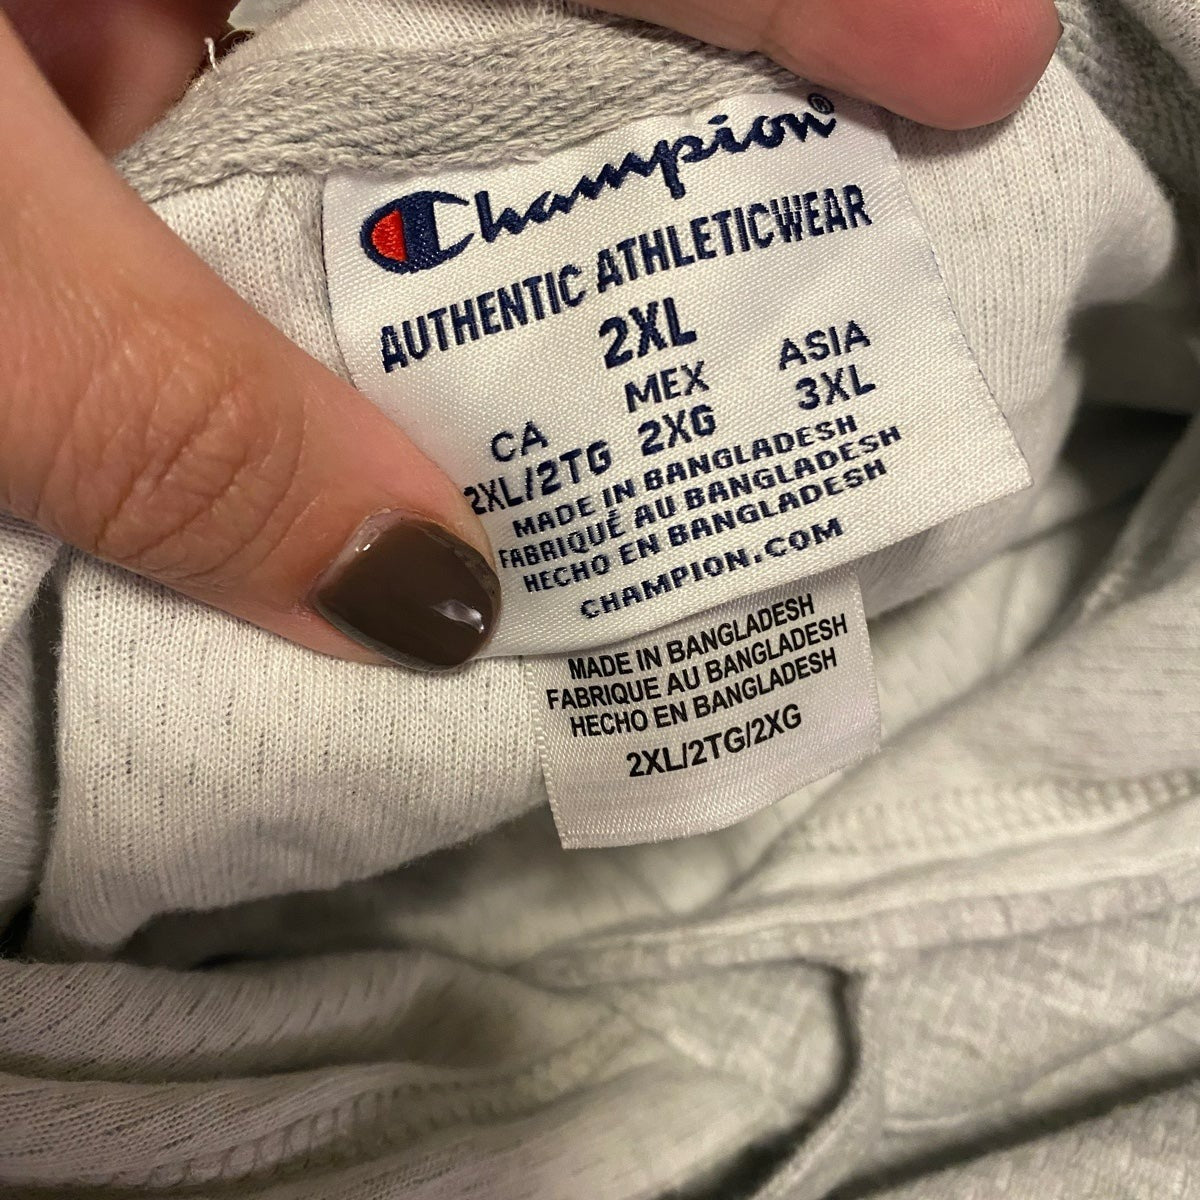 Champion®
AUTHENTIC ATHLETICWEAR
2XL
CA MEX ASIA
2XL/2TG 2XG 3XL
MADE IN BANGLADESH
FABRIQUÉ AU BANGLADESH
HECHO EN BANGLADESH
CHAMPION.COM
MADE IN BANGLADESH
FABRIQUE AU BANGLADESH
HECHO EN BANGLADESH
2XL/2TG/2XG